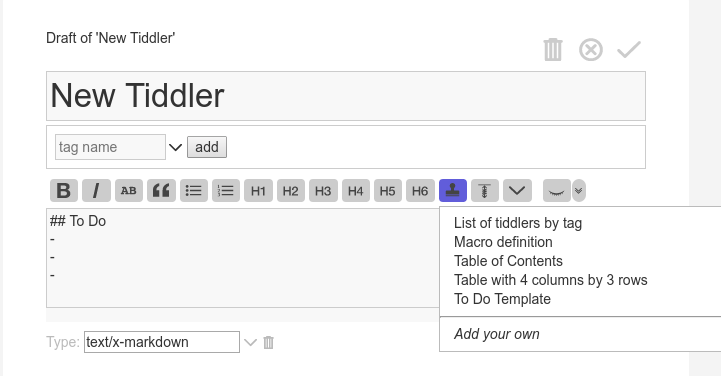 Draft of 'New Tiddler'
New Tiddler
tag name add
B I AB “ H1 H2 H3 H4 H5 H6
## To Do
-
-
-
List of tiddlers by tag
Macro definition
Table of Contents
Table with 4 columns by 3 rows
To Do Template
Add your own
Type: text/x-markdown